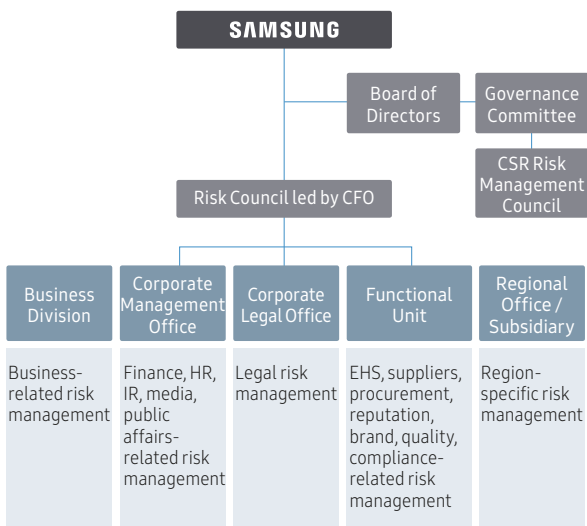 SAMSUNG
Board of
Directors
Governance
Committee
CSR Risk
Management
Council
Risk Council led by CFO
Business
Division
Corporate
Management
Office
Corporate
Legal Office
Functional
Unit
Regional
Office /
Subsidiary
Business-
related risk
management
Finance, HR,
IR, media,
public
affairs-
related risk
management
Legal risk
management
EHS, suppliers,
procurement,
reputation,
brand, quality,
compliance-
related risk
management
Region-
specific risk
management